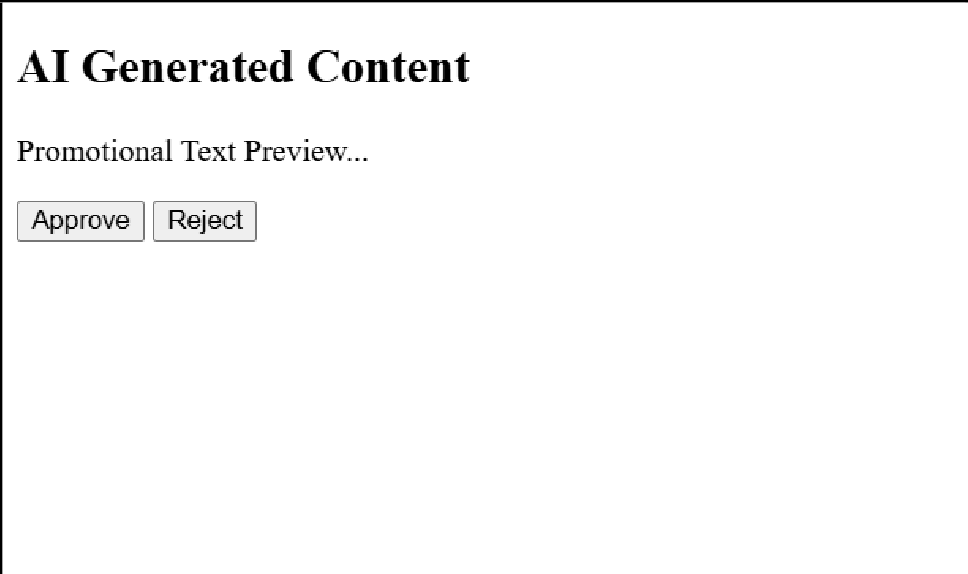 AI Generated Content
Promotional Text Preview...
Approve Reject